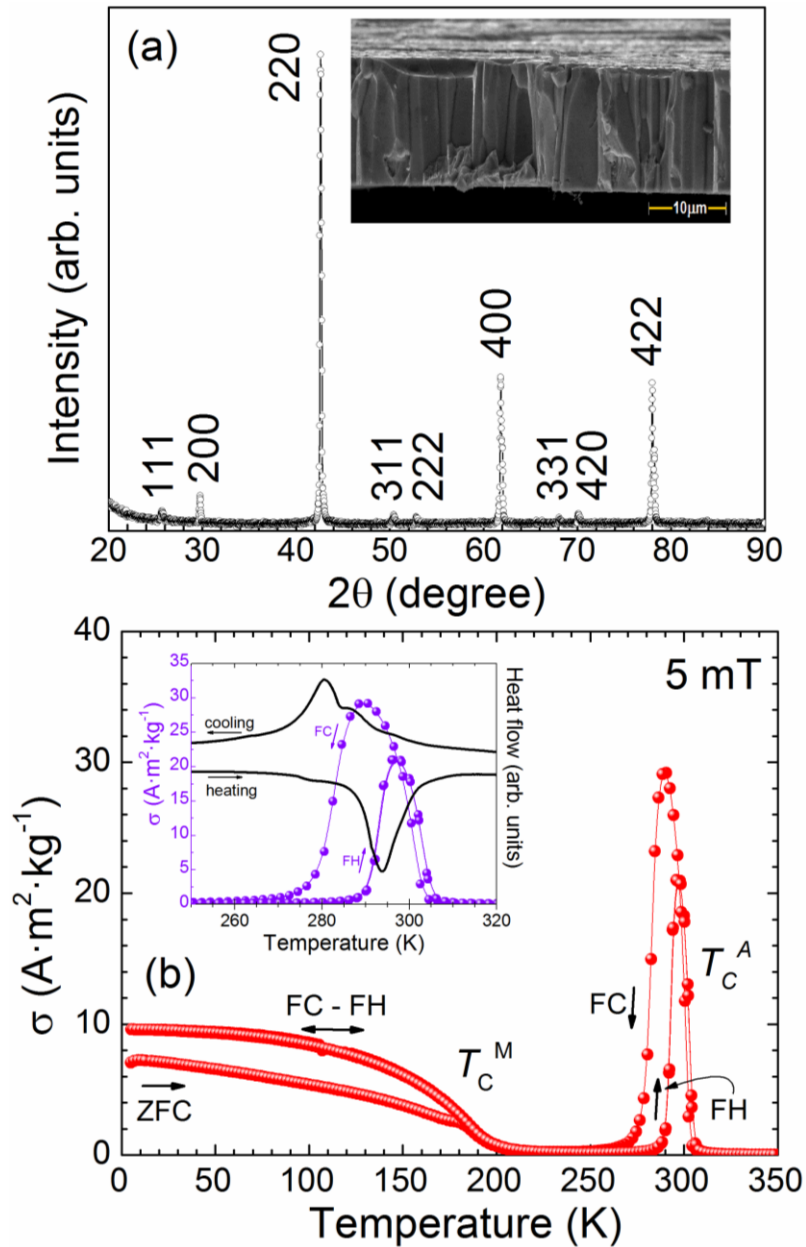 (a)
Intensity (arb. units)
111
200
220
311
222
400
331
420
422
10μm
20 30 40 50 60 70 80 90
2θ (degree)
40
30
20
10
0
σ (A·m²·kg⁻¹)
5 mT
35
30
25
20
15
10
5
0
σ (A·m²·kg⁻¹)
cooling
FC
heating
FH
Heat flow (arb. units)
260 280 300 320
Temperature (K)
(b)
FC - FH
T_C^M
ZFC
FC
T_C^A
FH
0 50 100 150 200 250 300 350
Temperature (K)